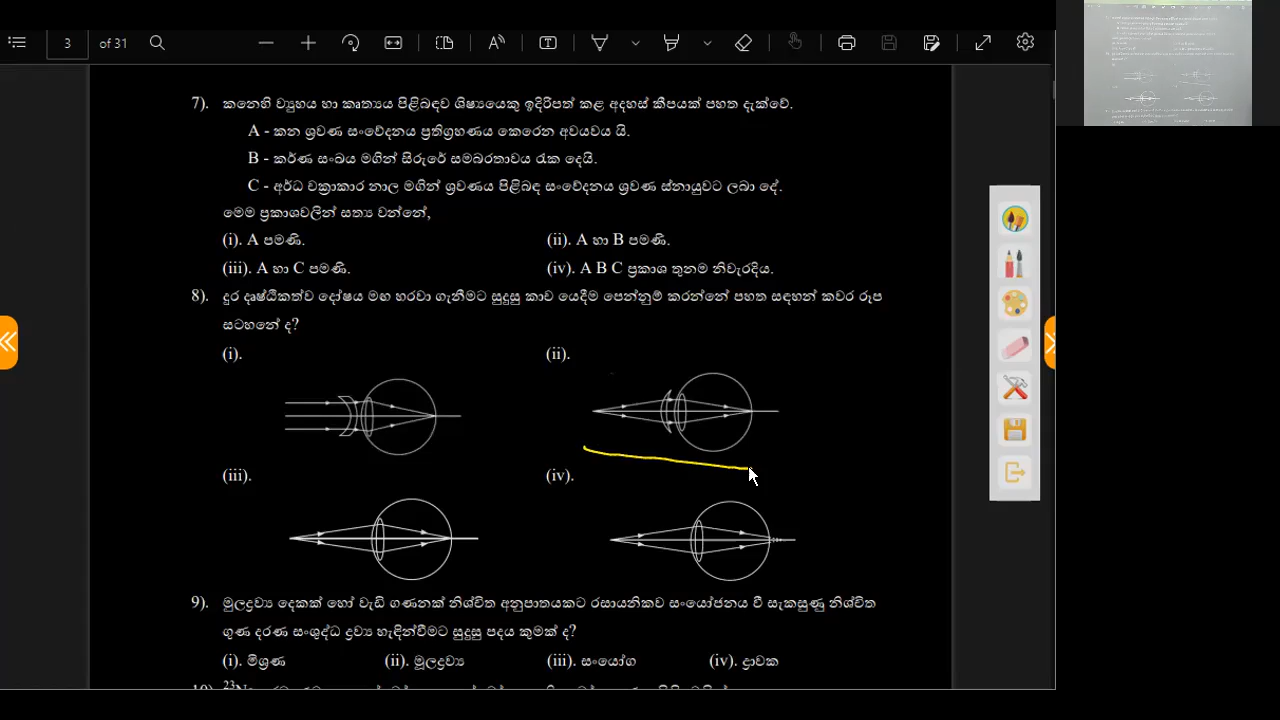 3 of 31
7). කනෙහි ව්‍යුහය හා කෘත්‍යය පිළිබඳව ශිෂ්‍යයෙකු ඉදිරිපත් කළ අදහස් කීපයක් පහත දැක්වේ.
A - කන ශ්‍රවණ සංවේදනය ප්‍රතිග්‍රහණය කෙරෙන අවයවය යි.
B - කර්ණ සංඛය මගින් සිරුරේ සමබරතාවය රැක දෙයි.
C - අර්ධ චක්‍රාකාර නාල මගින් ශ්‍රවණය පිළිබඳ සංවේදනය ශ්‍රවණ ස්නායුවට ලබා දේ.
මෙම ප්‍රකාශවලින් සත්‍ය වන්නේ,
(i). A පමණි. (ii). A හා B පමණි.
(iii). A හා C පමණි. (iv). A B C ප්‍රකාශ තුනම නිවැරදිය.
8). දුර දෘෂ්ඨිකත්ව දෝෂය මඟ හරවා ගැනීමට සුදුසු කාච යෙදීම පෙන්නුම් කරන්නේ පහත සඳහන් කවර රූප
සටහනේ ද?
(i). (ii).
(iii). (iv).
9). මූලද්‍රව්‍ය දෙකක් හෝ වැඩි ගණනක් නිශ්චිත අනුපාතයකට රසායනිකව සංයෝජනය වී සැකසුණු නිශ්චිත
ගුණ දරණ සංශුද්ධ ද්‍රව්‍ය හැඳින්වීමට සුදුසු පදය කුමක් ද?
(i). මිශ්‍රණ (ii). මූලද්‍රව්‍ය (iii). සංයෝග (iv). ද්‍රාවක